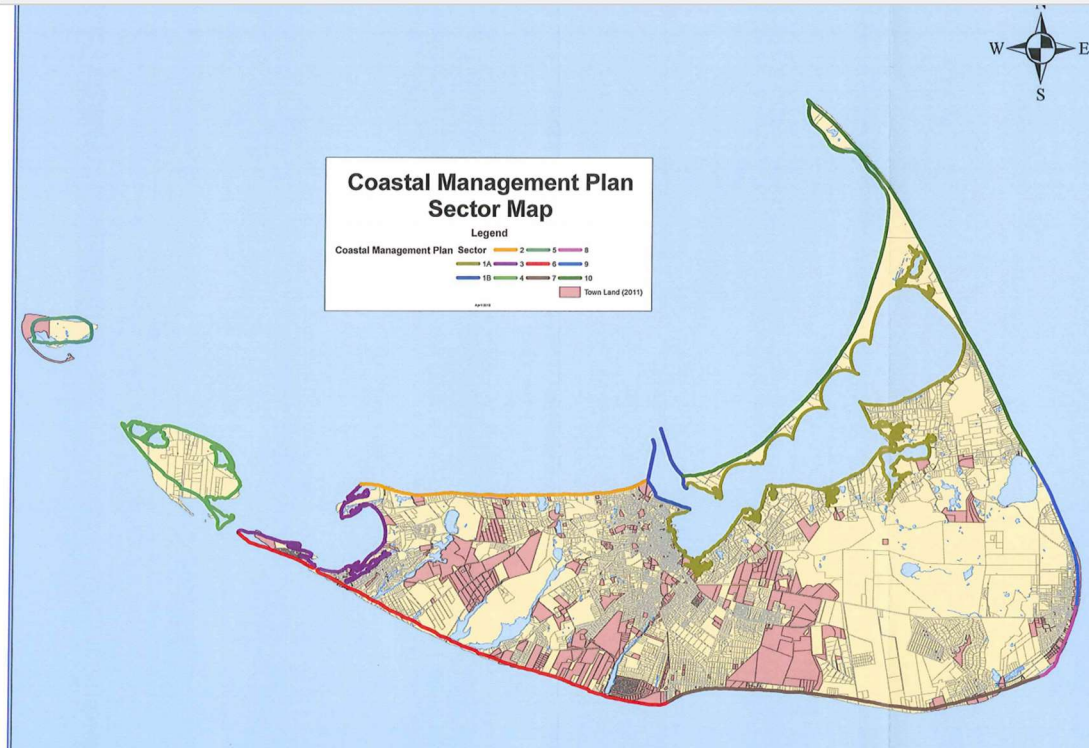 N
W E
S
Coastal Management Plan
Sector Map
Legend
Coastal Management Plan Sector 2 5 8
1A 3 6 9
1B 4 7 10
Town Land (2011)